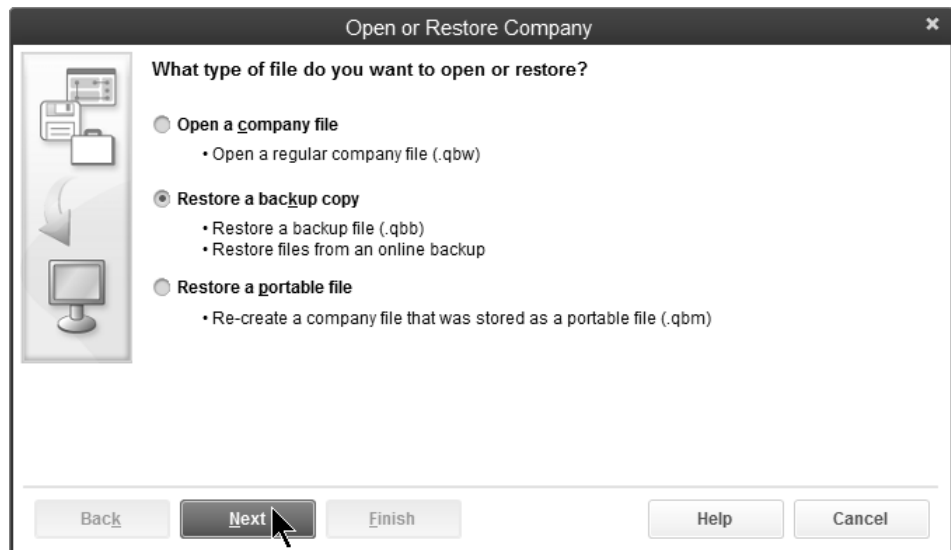 Open or Restore Company
What type of file do you want to open or restore?
Open a company file
• Open a regular company file (.qbw)
Restore a backup copy
• Restore a backup file (.qbb)
• Restore files from an online backup
Restore a portable file
• Re-create a company file that was stored as a portable file (.qbm)
Back Next Finish Help Cancel